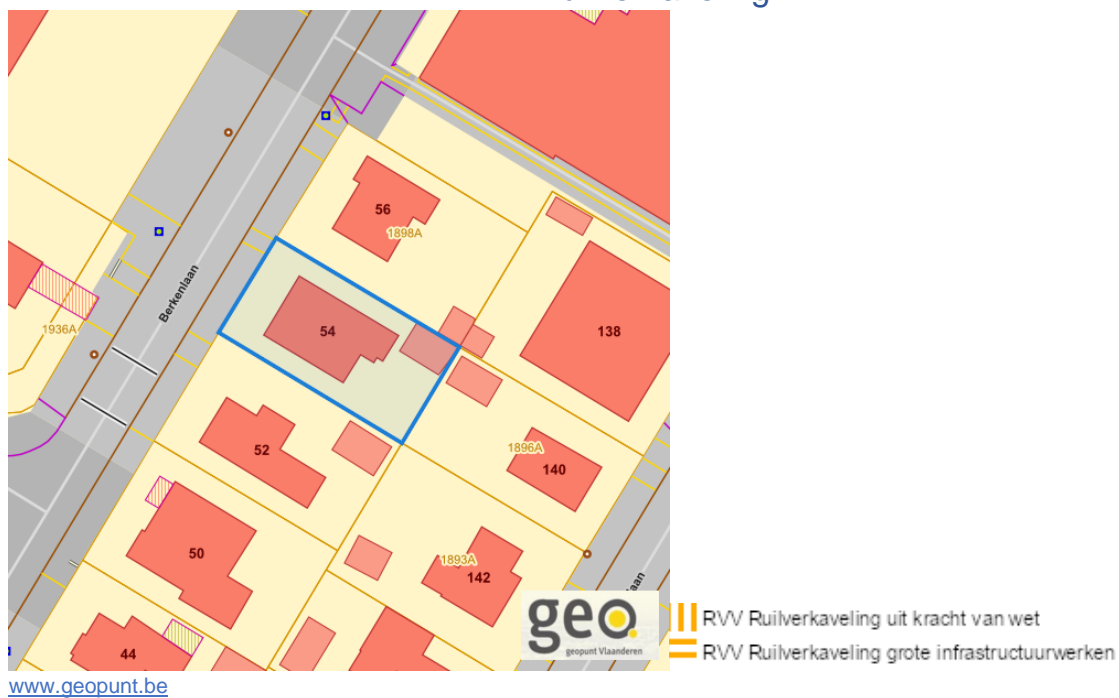 56
1898A
Berkenlaan
54
138
1936A
52
1896A
140
50
1893A
142
laan
44
geo
geopunt Vlaanderen
RVV Ruilverkaveling uit kracht van wet
RVV Ruilverkaveling grote infrastructuurwerken
www.geopunt.be